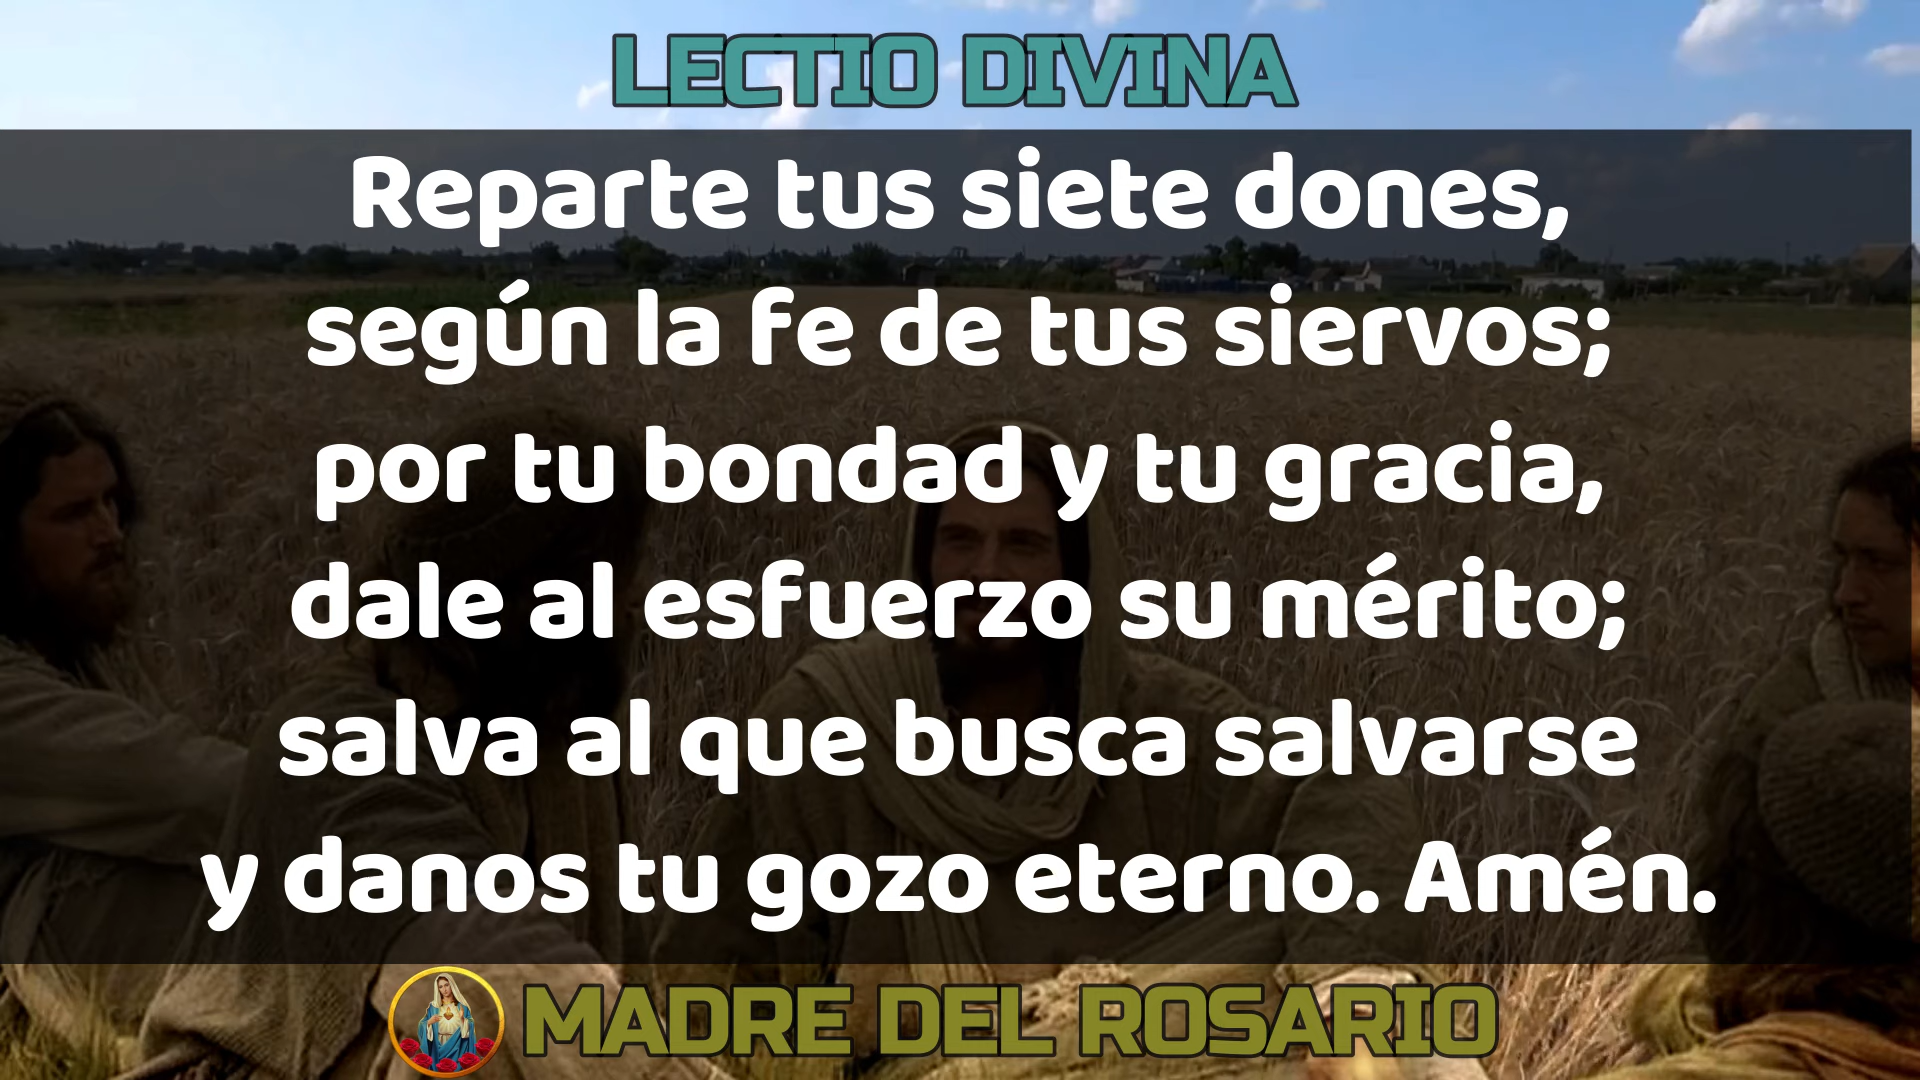 LECTIO DIVINA
Reparte tus siete dones,
según la fe de tus siervos;
por tu bondad y tu gracia,
dale al esfuerzo su mérito;
salva al que busca salvarse
y danos tu gozo eterno. Amén.
MADRE DEL ROSARIO